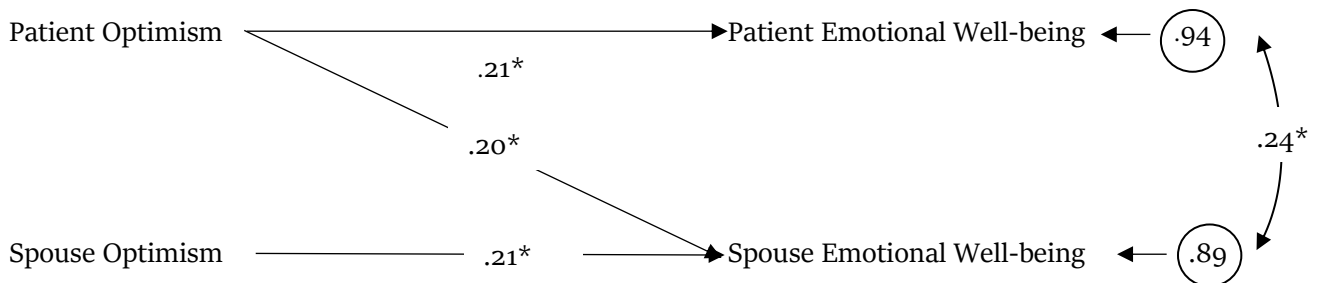 Patient Optimism
Patient Emotional Well-being
.94
.21*
.20*
.24*
Spouse Optimism
.21*
Spouse Emotional Well-being
.89